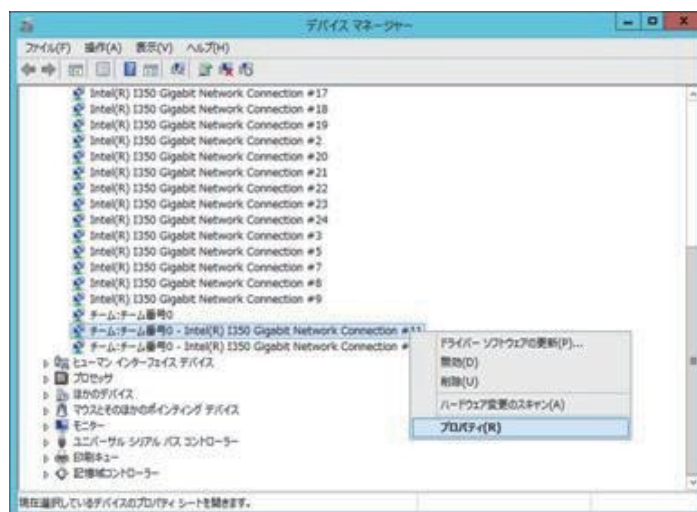 デバイス マネージャー
ファイル(F) 操作(A) 表示(V) ヘルプ(H)
Intel(R) I350 Gigabit Network Connection #17
Intel(R) I350 Gigabit Network Connection #18
Intel(R) I350 Gigabit Network Connection #19
Intel(R) I350 Gigabit Network Connection #2
Intel(R) I350 Gigabit Network Connection #20
Intel(R) I350 Gigabit Network Connection #21
Intel(R) I350 Gigabit Network Connection #22
Intel(R) I350 Gigabit Network Connection #23
Intel(R) I350 Gigabit Network Connection #24
Intel(R) I350 Gigabit Network Connection #3
Intel(R) I350 Gigabit Network Connection #5
Intel(R) I350 Gigabit Network Connection #7
Intel(R) I350 Gigabit Network Connection #8
Intel(R) I350 Gigabit Network Connection #9
チーム:チーム番号0
チーム:チーム番号0 - Intel(R) I350 Gigabit Network Connection #11
チーム:チーム番号0 - Intel(R) I350 Gigabit Network Connection #
ヒューマン インターフェイス デバイス
プロセッサ
ほかのデバイス
マウスとそのほかのポインティング デバイス
モニター
ユニバーサル シリアル バス コントローラー
印刷キュー
記憶域コントローラー
ドライバー ソフトウェアの更新(P)...
無効(D)
削除(U)
ハードウェア変更のスキャン(A)
プロパティ(R)
現在選択しているデバイスのプロパティ シートを開きます。